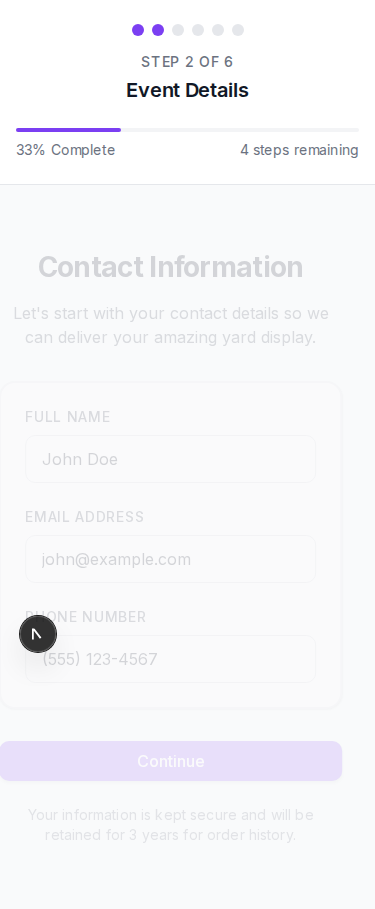 STEP 2 OF 6
Event Details
33% Complete
4 steps remaining
Contact Information
Let's start with your contact details so we
can deliver your amazing yard display.
FULL NAME
John Doe
EMAIL ADDRESS
john@example.com
PHONE NUMBER
(555) 123-4567
Continue
Your information is kept secure and will be
retained for 3 years for order history.